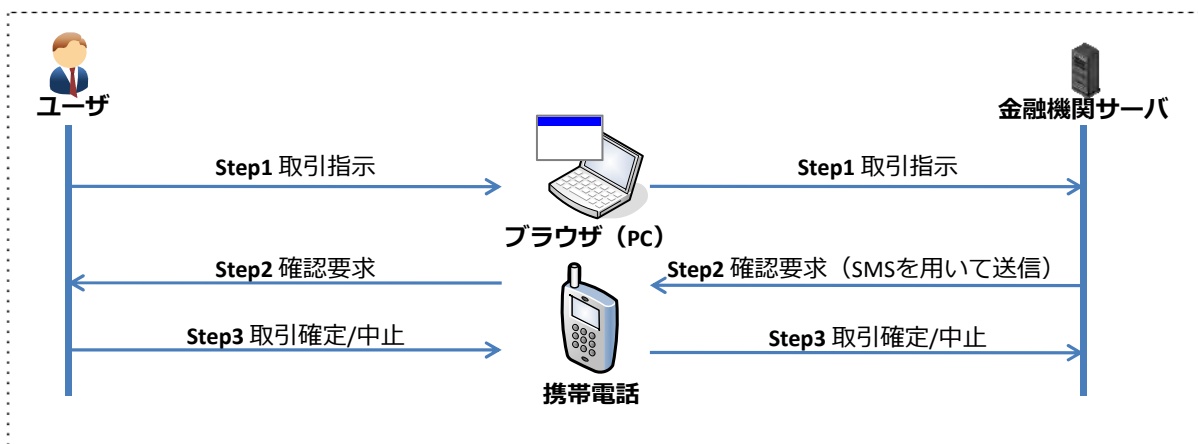 ユーザ
金融機関サーバ
Step1 取引指示
Step1 取引指示
ブラウザ（PC）
Step2 確認要求
Step2 確認要求（SMSを用いて送信）
Step3 取引確定/中止
Step3 取引確定/中止
携帯電話